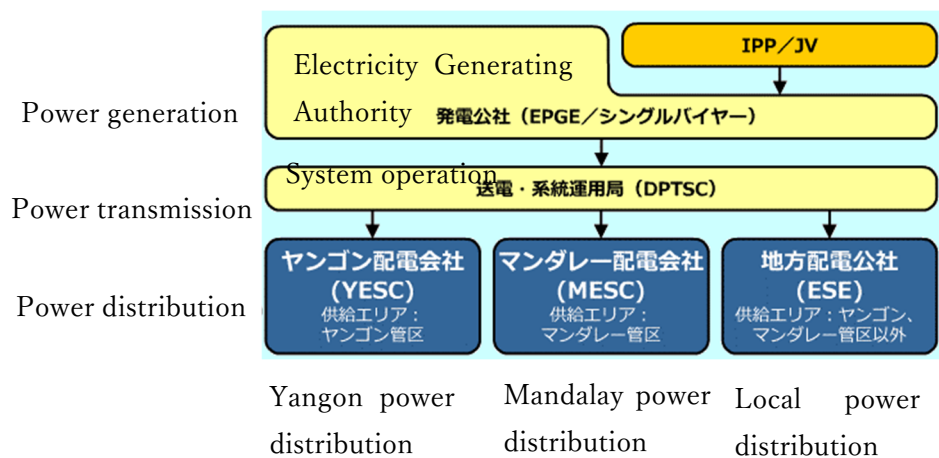 Electricity Generating
IPP／JV
Power generation
Authority
発電公社（EPGE／シングルバイヤー）
System operation
送電・系統運用局（DPTSC）
Power transmission
ヤンゴン配電会社
(YESC)
供給エリア：
ヤンゴン管区
マンダレー配電会社
(MESC)
供給エリア：
マンダレー管区
地方配電公社
(ESE)
供給エリア：ヤンゴン、
マンダレー管区以外
Power distribution
Yangon power
distribution
Mandalay power
distribution
Local power
distribution